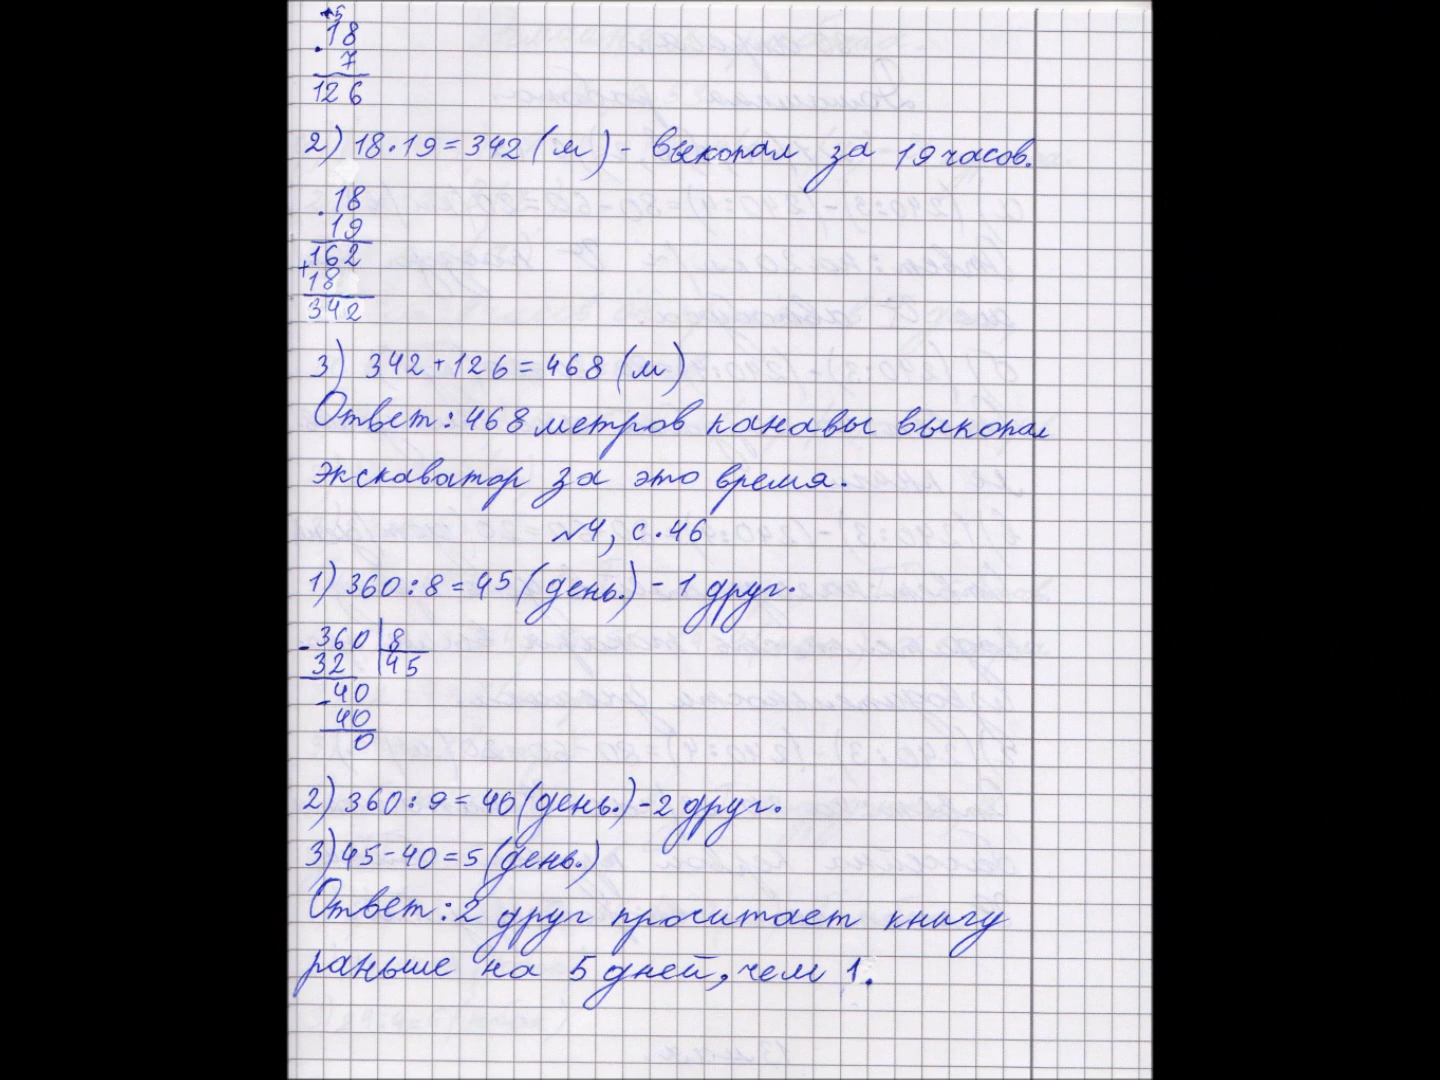 5
18
. 7
126
2) 18.19=342 (м) - выкопал за 19 часов.
.18
19
162
+
18
342
3) 342+126=468 (м)
Ответ: 468 метров канавы выкопал
экскаватор за это время.
№4, с.46
1) 360:8=45 (день.) - 1 друг.
-360|8
32 45
-40
40
0
2) 360:9=40 (день.) - 2 друг.
3) 45-40=5 (день.)
Ответ: 2 друг прочитает книгу
раньше на 5 дней, чем 1.